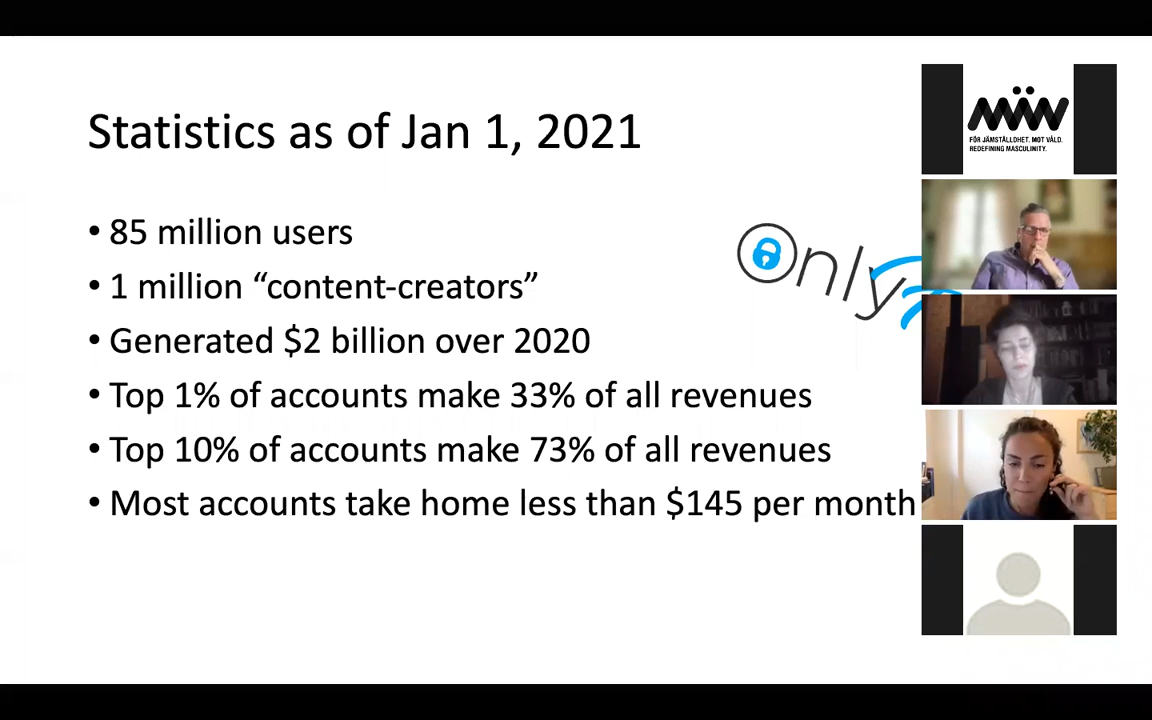 Statistics as of Jan 1, 2021
• 85 million users
• 1 million “content-creators”
• Generated $2 billion over 2020
• Top 1% of accounts make 33% of all revenues
• Top 10% of accounts make 73% of all revenues
• Most accounts take home less than $145 per month
Only
MÄN
FÖR JÄMSTÄLLDHET. MOT VÅLD.
REDEFINING MASCULINITY.